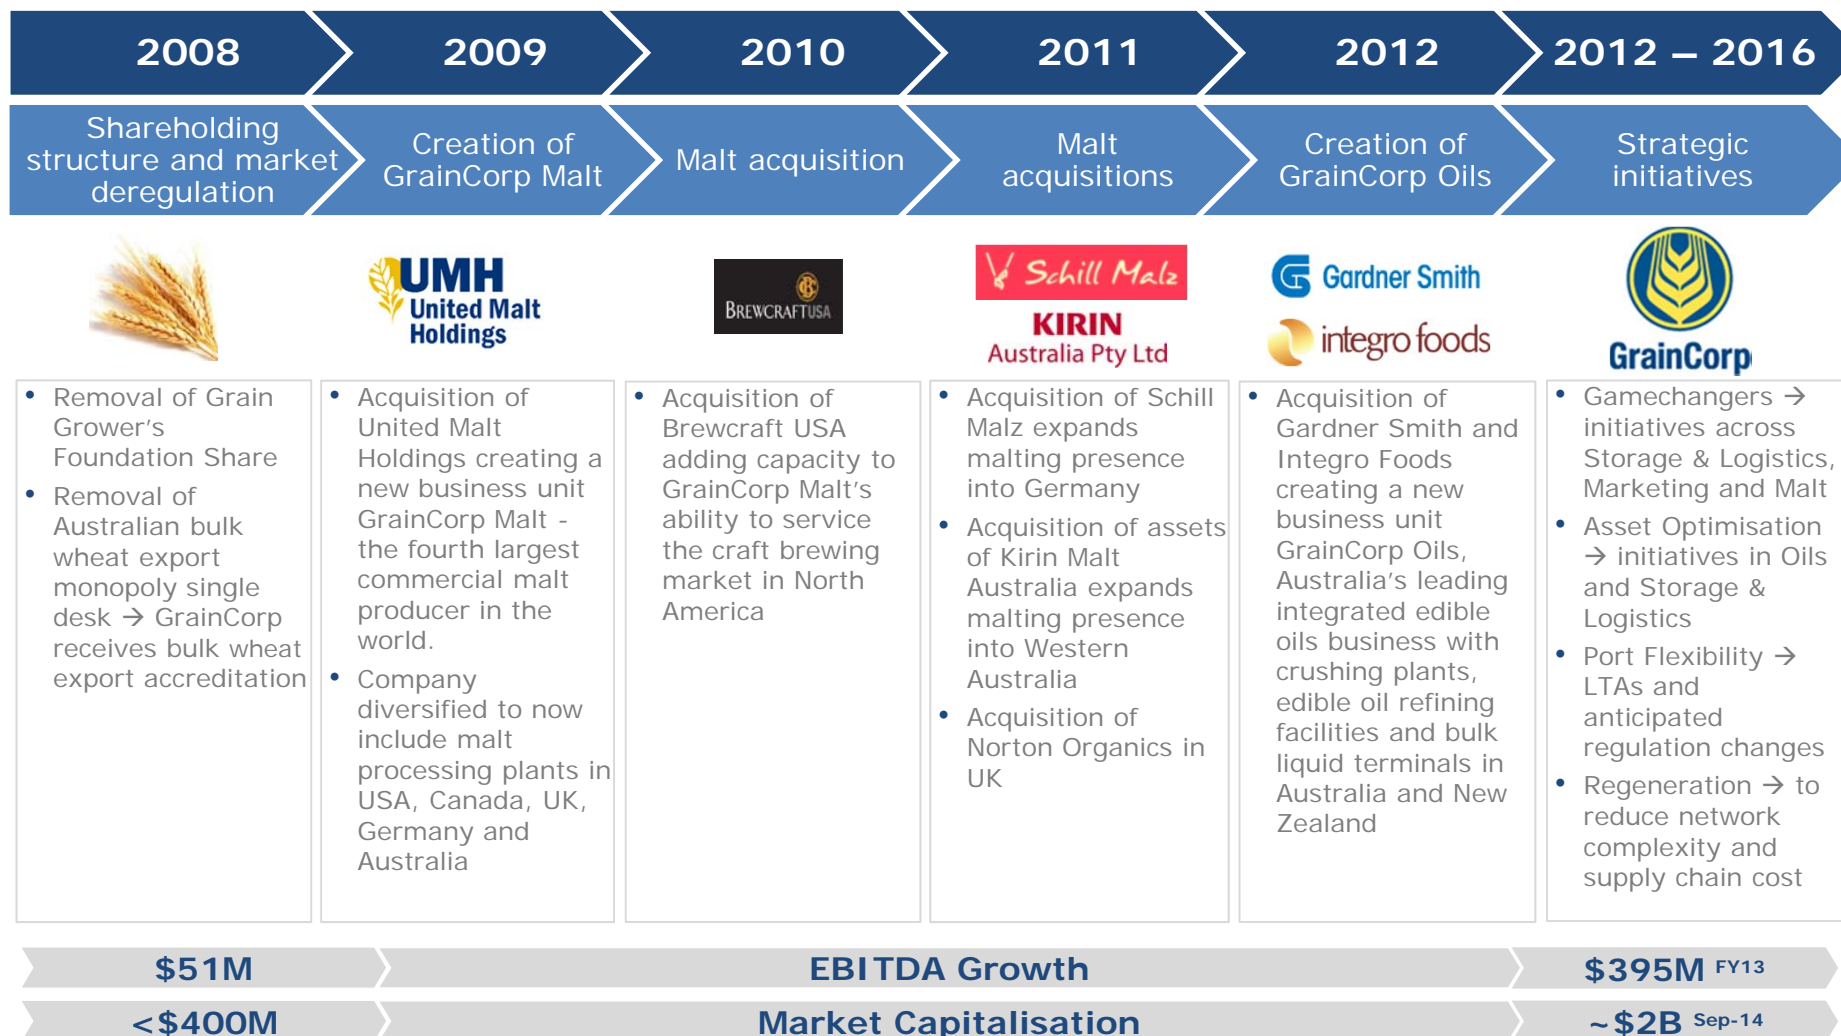 2008
2009
2010
2011
2012
2012 – 2016
Shareholding
structure and market
deregulation
Creation of
GrainCorp Malt
Malt acquisition
Malt
acquisitions
Creation of
GrainCorp Oils
Strategic
initiatives
UMH
United Malt
Holdings
BREWCRAFTUSA
Schill Malz
KIRIN
Australia Pty Ltd
Gardner Smith
integro foods
GrainCorp
• Removal of Grain
Grower's
Foundation Share
• Removal of
Australian bulk
wheat export
monopoly single
desk → GrainCorp
receives bulk wheat
export accreditation
• Acquisition of
United Malt
Holdings creating a
new business unit
GrainCorp Malt -
the fourth largest
commercial malt
producer in the
world.
• Company
diversified to now
include malt
processing plants in
USA, Canada, UK,
Germany and
Australia
• Acquisition of
Brewcraft USA
adding capacity to
GrainCorp Malt's
ability to service
the craft brewing
market in North
America
• Acquisition of Schill
Malz expands
malting presence
into Germany
• Acquisition of assets
of Kirin Malt
Australia expands
malting presence
into Western
Australia
• Acquisition of
Norton Organics in
UK
• Acquisition of
Gardner Smith and
Integro Foods
creating a new
business unit
GrainCorp Oils,
Australia's leading
integrated edible
oils business with
crushing plants,
edible oil refining
facilities and bulk
liquid terminals in
Australia and New
Zealand
• Gamechangers →
initiatives across
Storage & Logistics,
Marketing and Malt
• Asset Optimisation
→ initiatives in Oils
and Storage &
Logistics
• Port Flexibility →
LTAs and
anticipated
regulation changes
• Regeneration → to
reduce network
complexity and
supply chain cost
$51M
EBITDA Growth
$395M FY13
<$400M
Market Capitalisation
~$2B Sep-14